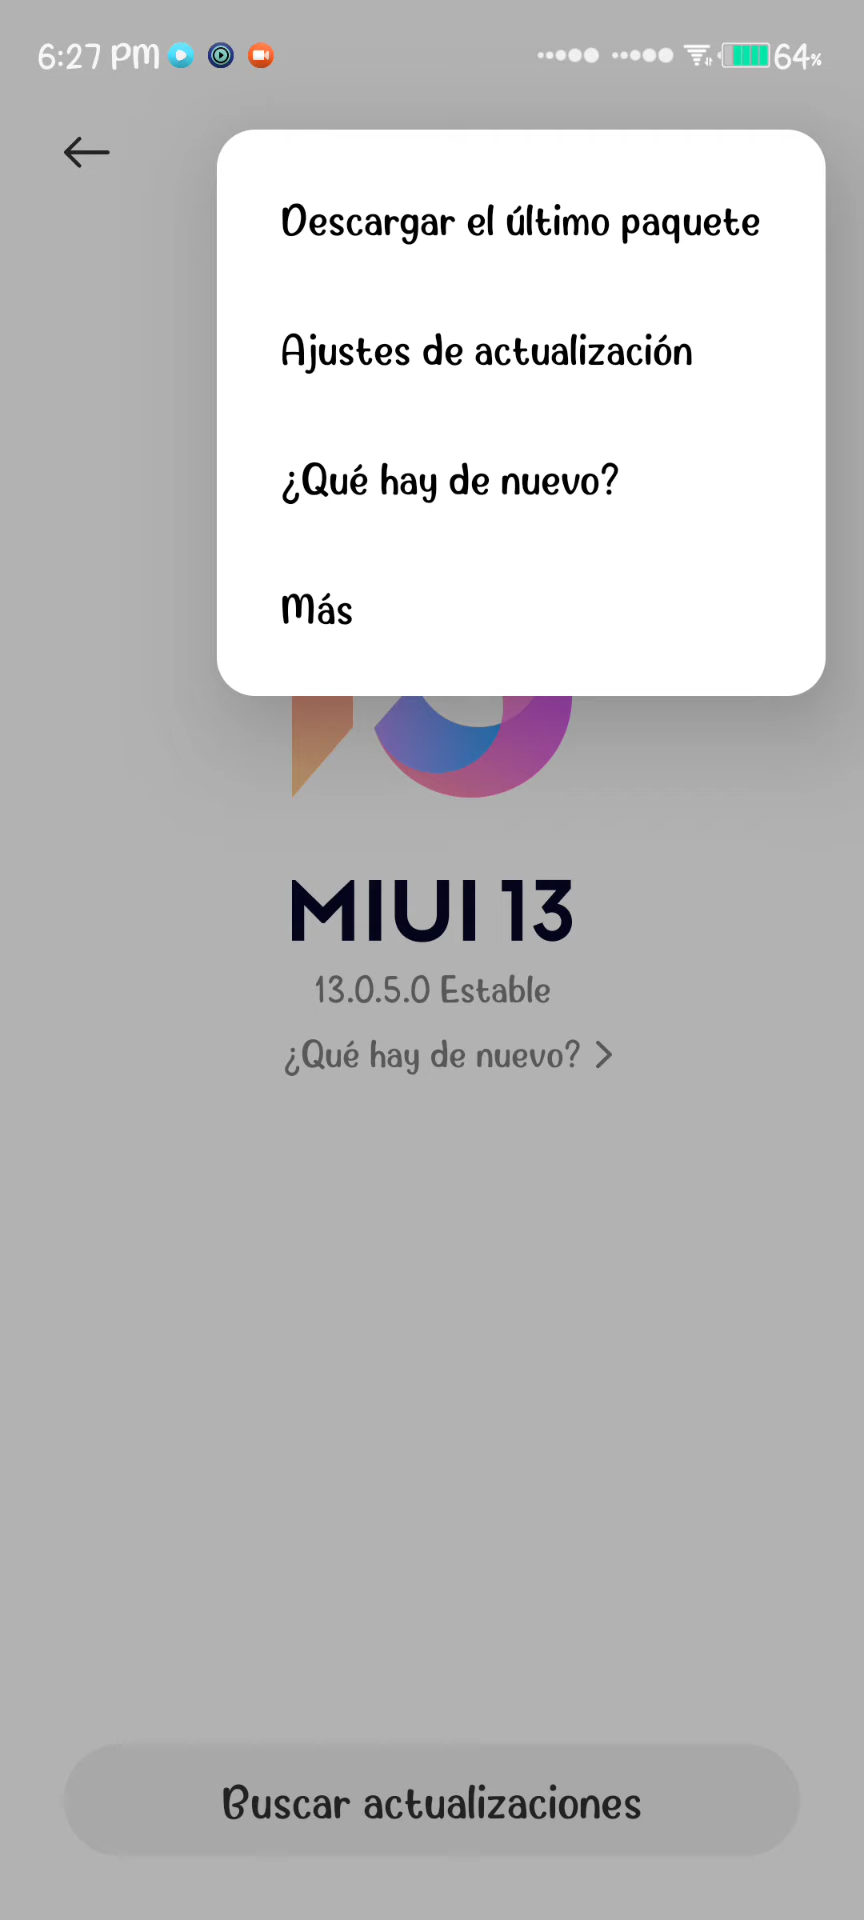 6:27 PM 64%
Descargar el último paquete
Ajustes de actualización
¿Qué hay de nuevo?
Más
MIUI 13
13.0.5.0 Estable
¿Qué hay de nuevo? >
Buscar actualizaciones